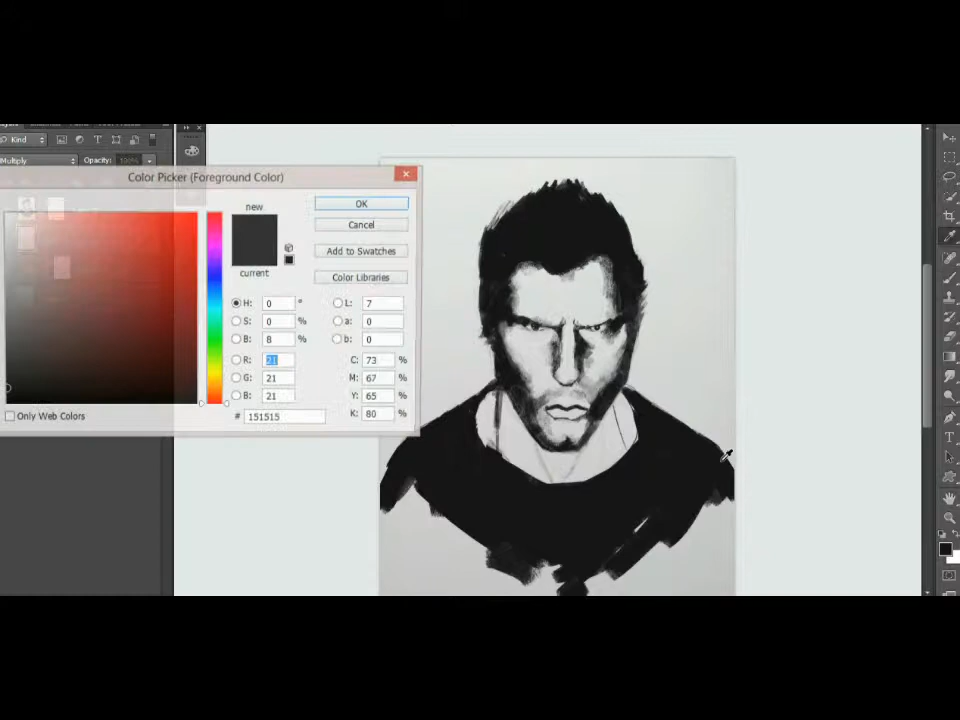 Kind
Multiply Opacity: 100%
Color Picker (Foreground Color)
new
current
OK
Cancel
Add to Swatches
Color Libraries
H: 0 °
S: 0 %
B: 8 %
R: 21
G: 21
B: 21
L: 7
a: 0
b: 0
C: 73 %
M: 67 %
Y: 65 %
K: 80 %
# 151515
Only Web Colors